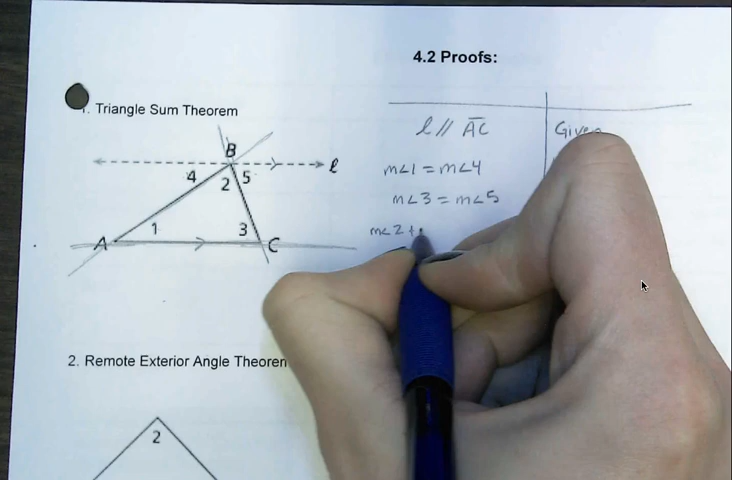 4.2 Proofs:
1. Triangle Sum Theorem
l // AC
Given
B
l
4
2
5
m∠1 = m∠4
m∠3 = m∠5
A
1
3
C
m∠2 +
2. Remote Exterior Angle Theorem
2